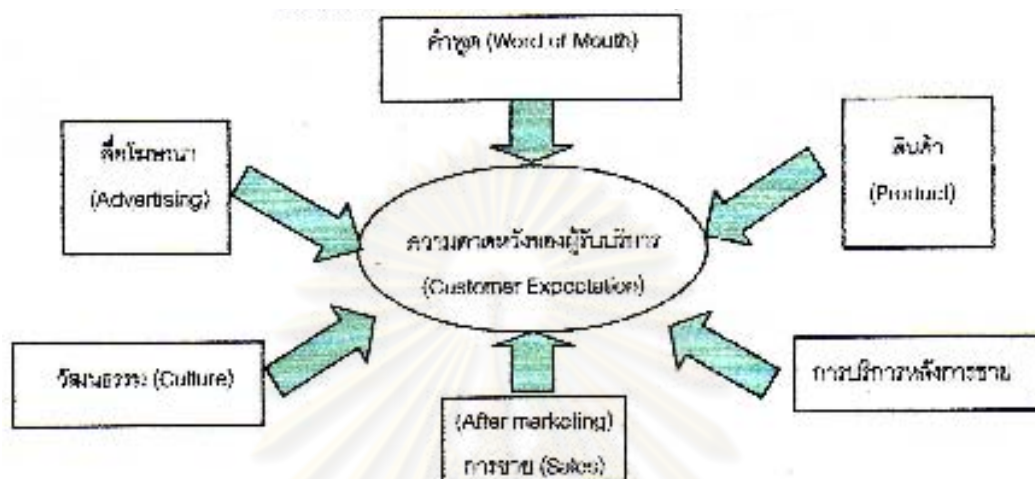 คำพูด (Word of Mouth)
สื่อโฆษณา
(Advertising)
สินค้า
(Product)
ความคาดหวังของผู้รับบริการ
(Customer Expectation)
วัฒนธรรม (Culture)
(After marketing)
การขาย (Sales)
การบริการหลังการขาย